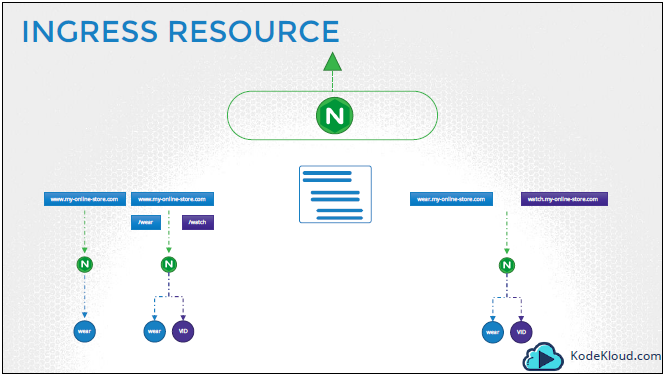 INGRESS RESOURCE
N
www.my-online-store.com
www.my-online-store.com
wear.my-online-store.com
watch.my-online-store.com
/wear
/watch
N
N
N
wear
wear
VID
wear
VID
KodeKloud.com